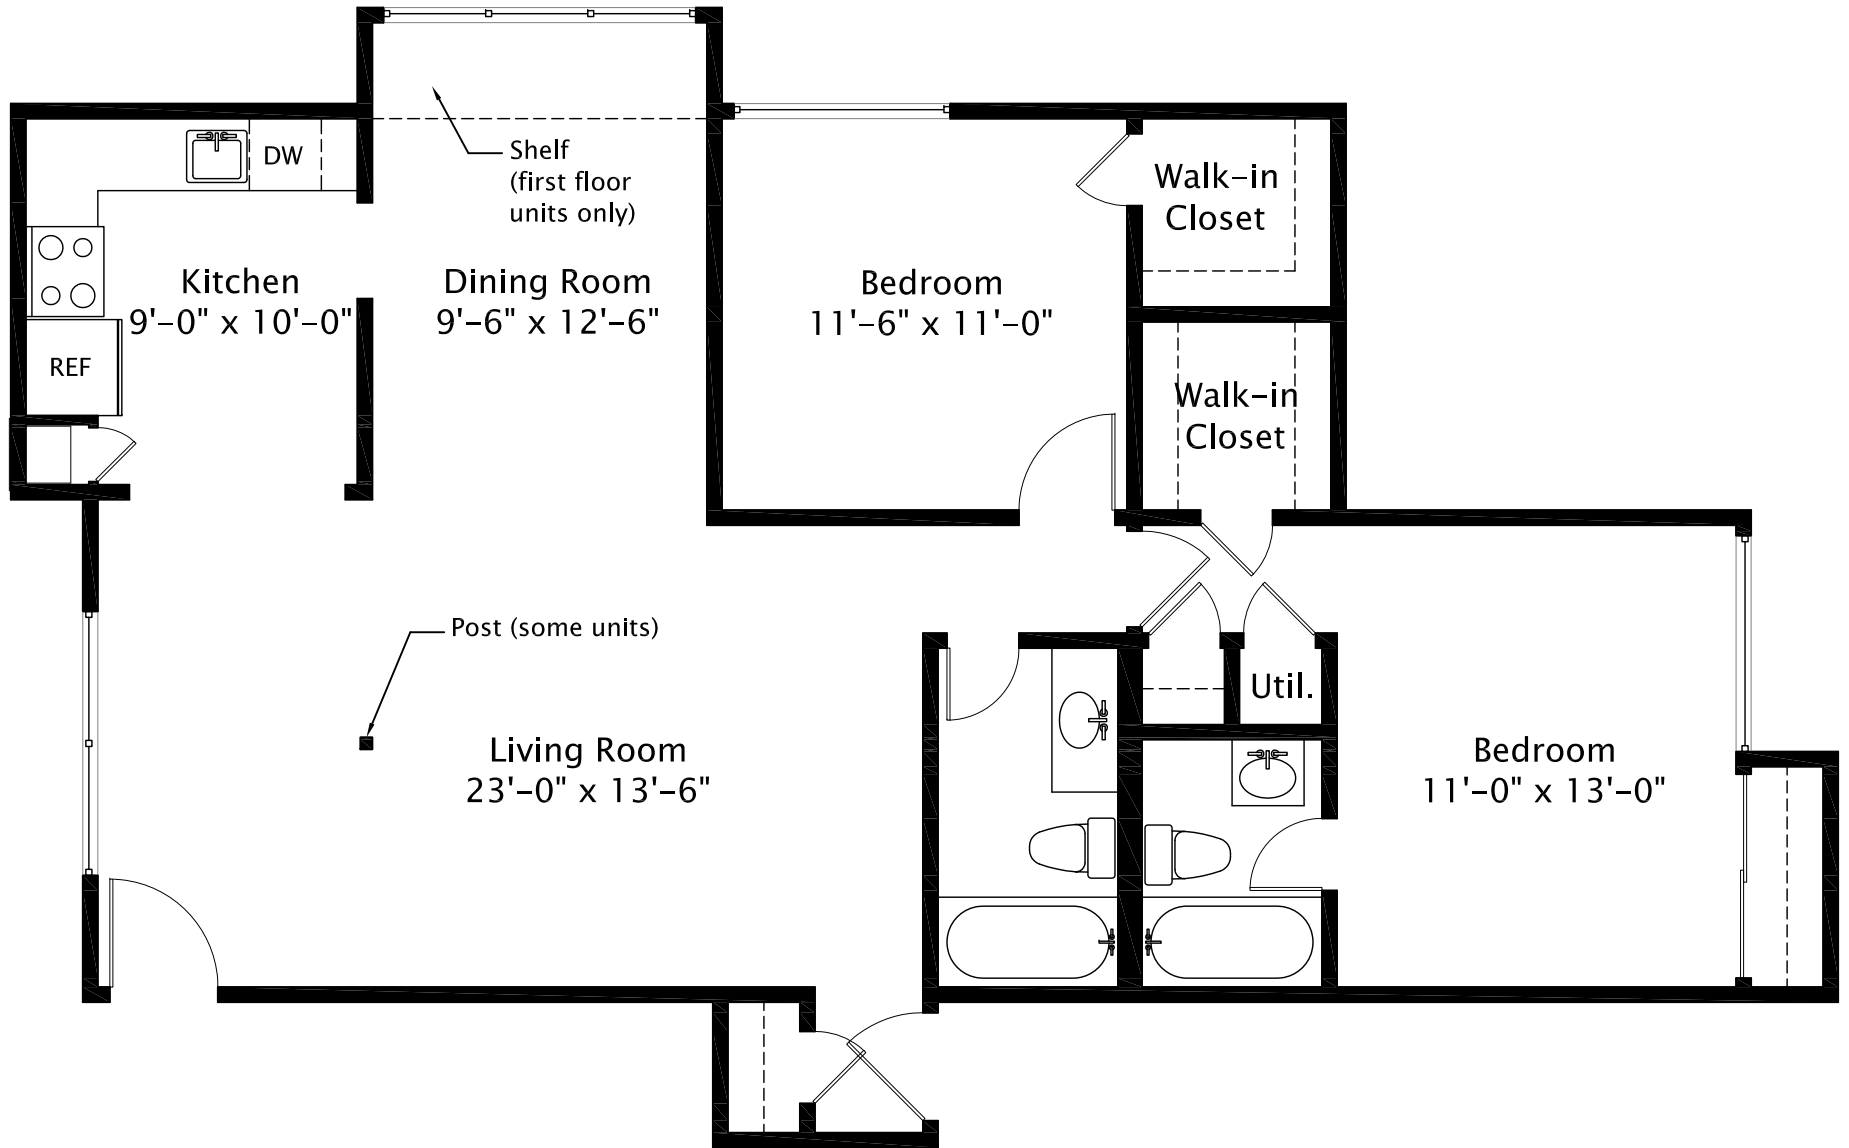 DW
Shelf
(first floor
units only)
Walk-in
Closet
Kitchen
9'-0" x 10'-0"
Dining Room
9'-6" x 12'-6"
Bedroom
11'-6" x 11'-0"
REF
Walk-in
Closet
Post (some units)
Util.
Living Room
23'-0" x 13'-6"
Bedroom
11'-0" x 13'-0"